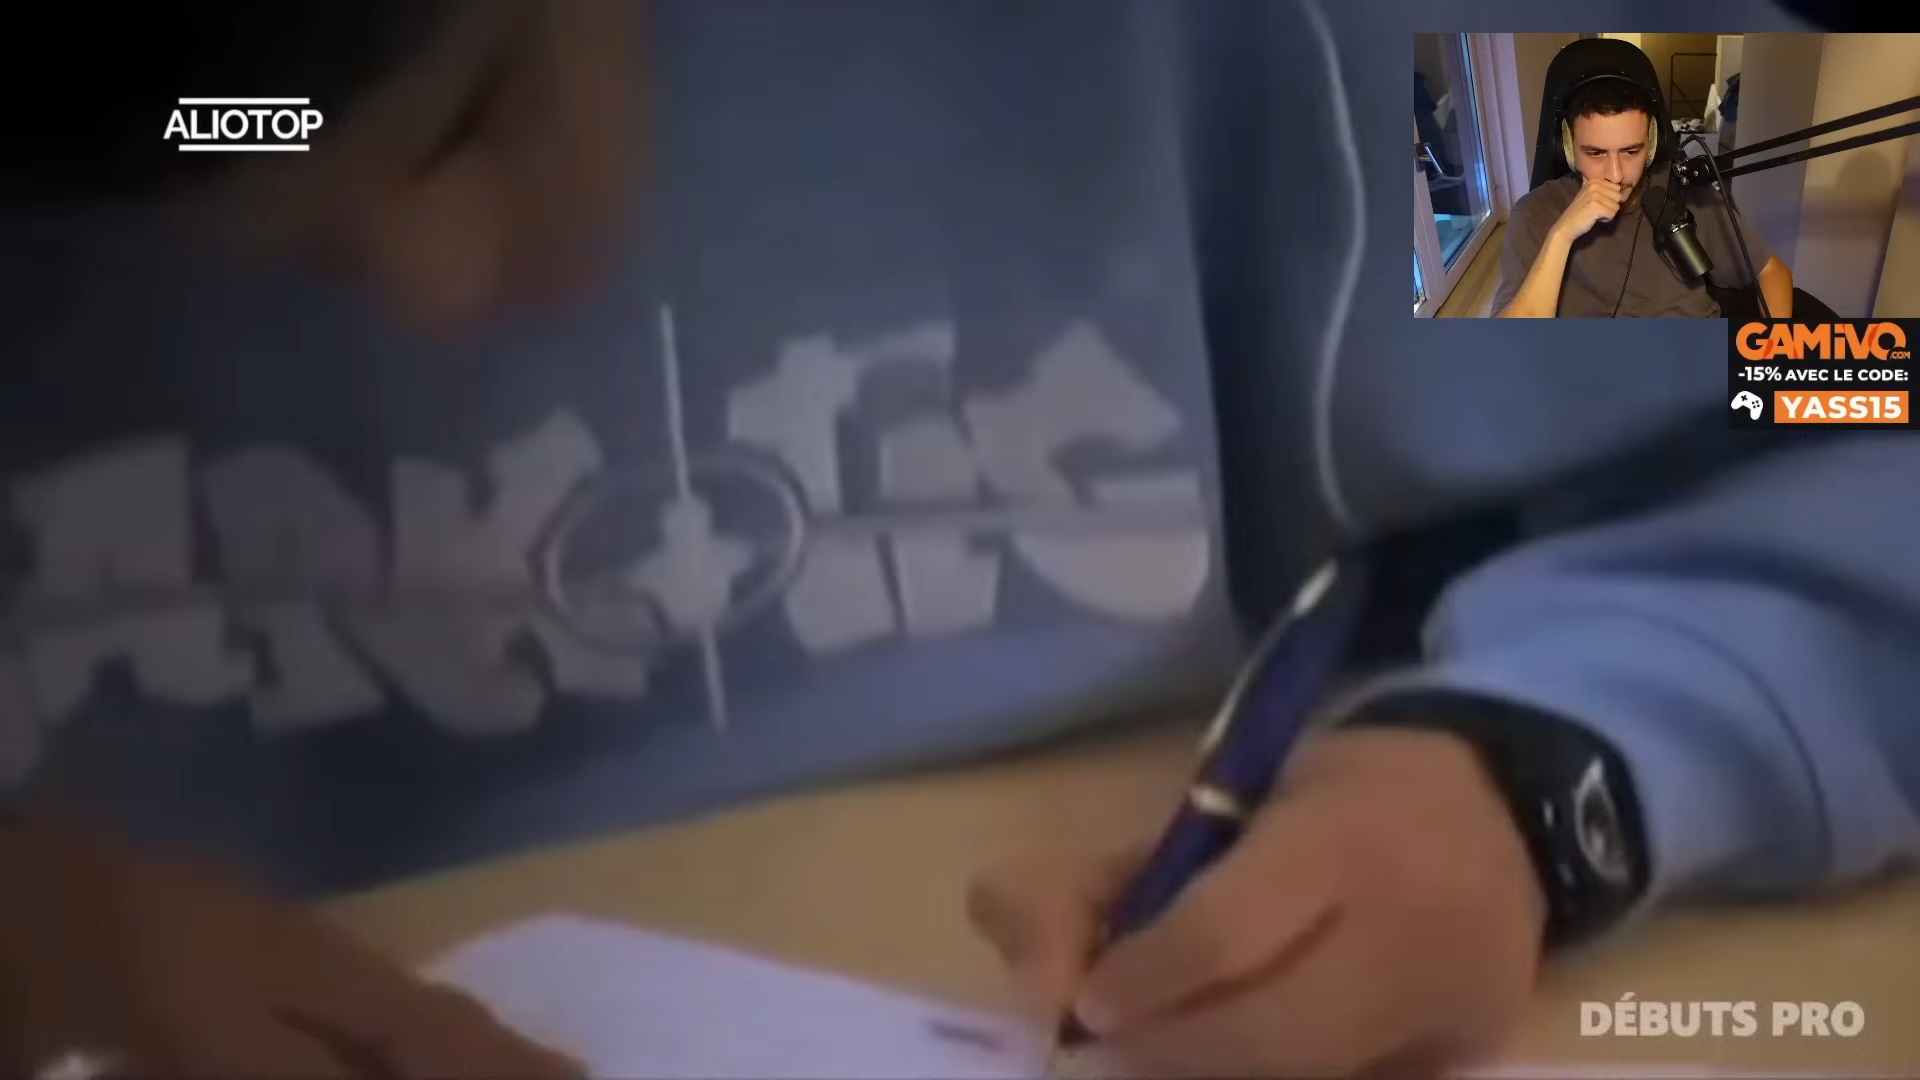 ALIOTOP
GAMiVO.COM
-15% AVEC LE CODE:
YASS15
DÉBUTS PRO